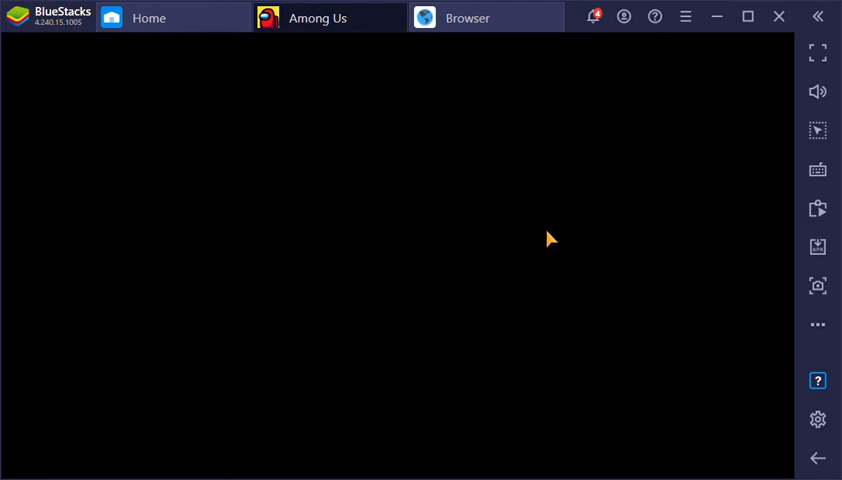 BlueStacks
4.240.15.1005
Home
Among Us
Browser
4
?
APK
?